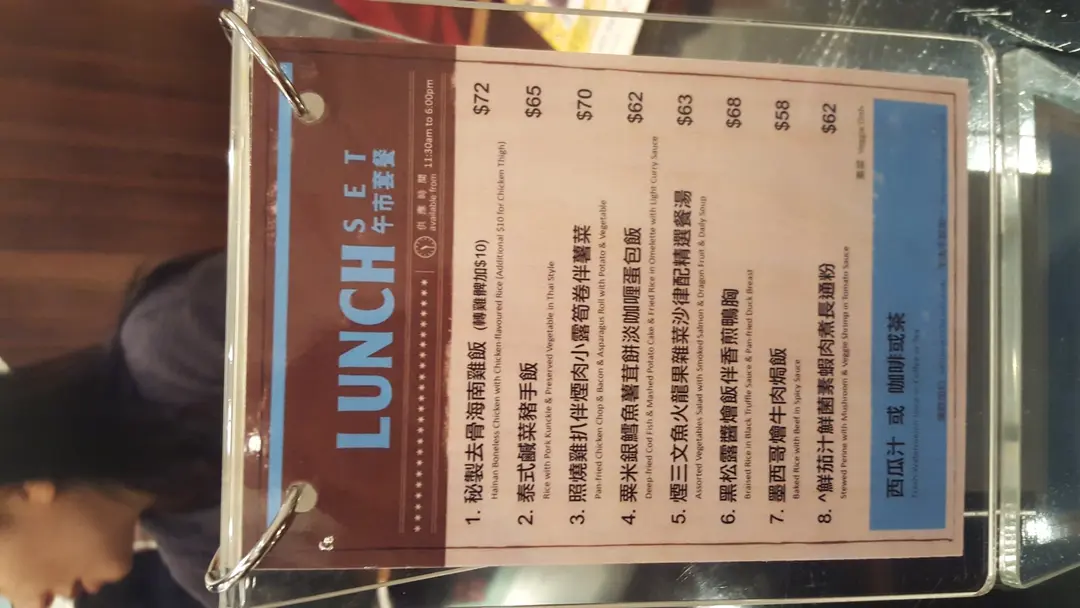 LUNCH SET
午市套餐
供應時間
available from 11:30am to 6:00pm
1. 秘製去骨海南雞飯 (轉雞髀加$10) $72
Hainan Boneless Chicken with Chicken-flavoured Rice (Additional $10 for Chicken Thigh)
2. 泰式鹹菜豬手飯 $65
Rice with Pork Kunckle & Preserved Vegetable in Thai Style
3. 照燒雞扒伴煙肉小露筍卷伴薯菜 $70
Pan-fried Chicken Chop & Bacon & Asparagus Roll with Potato & Vegetable
4. 粟米銀鱈魚薯茸餅淡咖喱蛋包飯 $62
Deep-fried Cod Fish & Mashed Potato Cake & Fried Rice in Omelette with Light Curry Sauce
5. 煙三文魚火龍果雜菜沙律配精選餐湯 $63
Assorted Vegetables Salad with Smoked Salmon & Dragon Fruit & Daily Soup
6. 黑松露醬燴飯伴香煎鴨胸 $68
Braised Rice in Black Truffle Sauce & Pan-fried Duck Breast
7. 墨西哥燴牛肉焗飯 $58
Baked Rice with Beef in Spicy Sauce
8. ^鮮茄汁鮮菌素蝦肉煮長通粉 $62
Stewed Penne with Mushroom & Veggie Shrimp in Tomato Sauce
Veggie Dish
西瓜汁 或 咖啡或茶
Fresh Watermelon Juice or Coffee or Tea